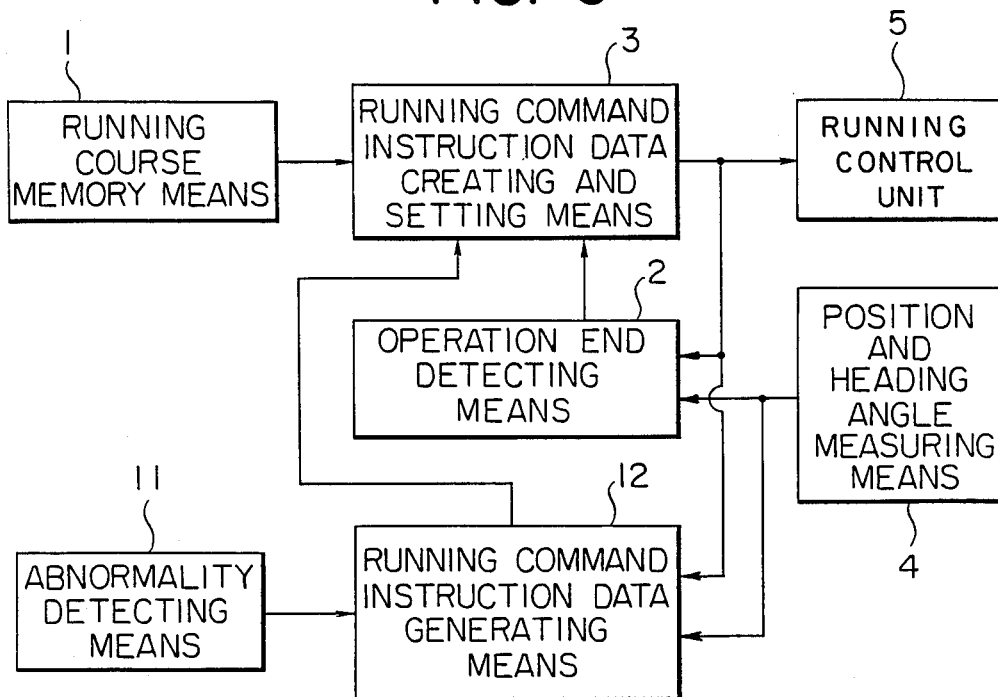 1
RUNNING
COURSE
MEMORY MEANS
3
RUNNING COMMAND
INSTRUCTION DATA
CREATING AND
SETTING MEANS
5
RUNNING
CONTROL
UNIT
2
OPERATION END
DETECTING
MEANS
POSITION
AND
HEADING
ANGLE
MEASURING
MEANS
4
11
ABNORMALITY
DETECTING
MEANS
12
RUNNING COMMAND
INSTRUCTION DATA
GENERATING
MEANS